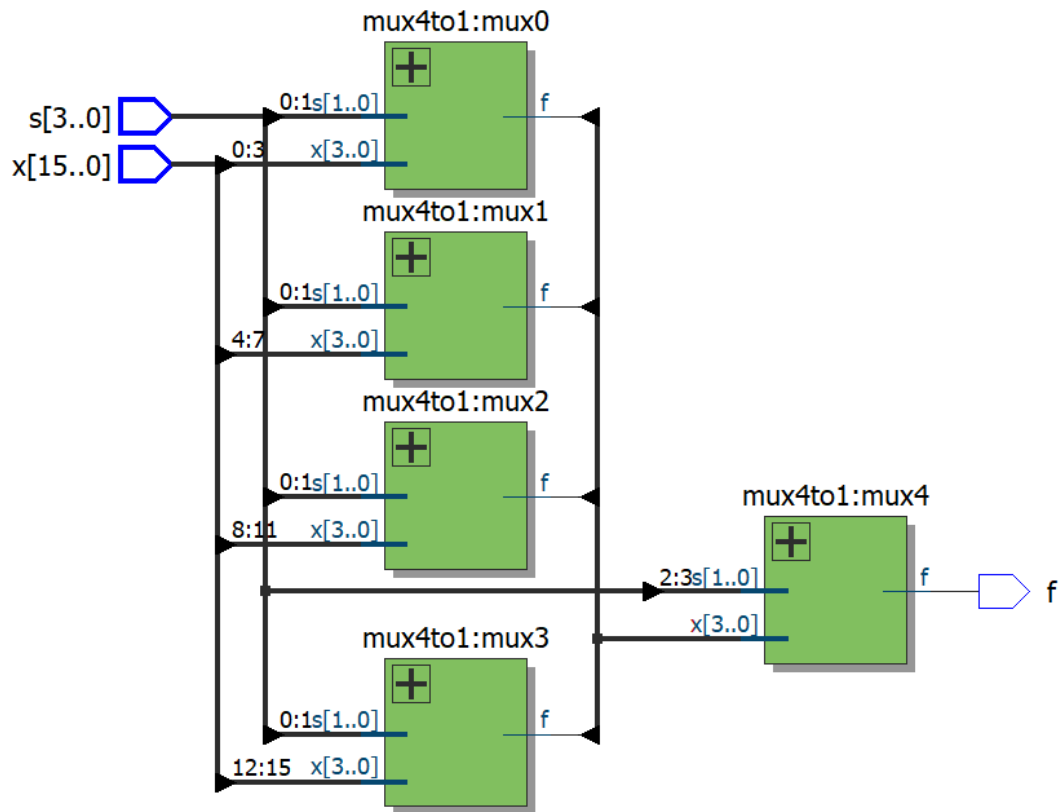 mux4to1:mux0
s[3..0]
0:1 s[1..0]
f
x[15..0]
0:3
x[3..0]
mux4to1:mux1
0:1 s[1..0]
f
4:7
x[3..0]
mux4to1:mux2
0:1 s[1..0]
f
8:11
x[3..0]
mux4to1:mux4
2:3 s[1..0]
f
f
x[3..0]
mux4to1:mux3
0:1 s[1..0]
f
12:15
x[3..0]